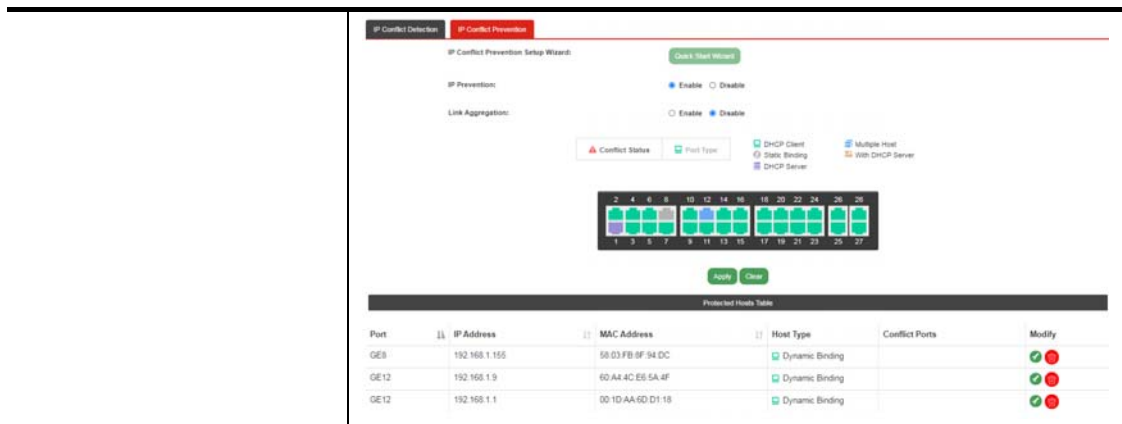 IP Conflict Detection IP Conflict Prevention
IP Conflict Prevention Setup Wizard: Quick Start Wizard
IP Prevention: Enable Disable
Link Aggregation: Enable Disable
Conflict Status Port Type DHCP Client Multiple Host
Static Binding With DHCP Server
DHCP Server
2 4 6 8 10 12 14 16 18 20 22 24 26 28
1 3 5 7 9 11 13 15 17 19 21 23 25 27
Apply Clear
Protected Hosts Table
Port IP Address MAC Address Host Type Conflict Ports Modify
GE8 192.168.1.155 58:03:FB:8F:94:DC Dynamic Binding
GE12 192.168.1.9 60:A4:4C:E6:5A:4F Dynamic Binding
GE12 192.168.1.1 00:1D:AA:6D:D1:18 Dynamic Binding